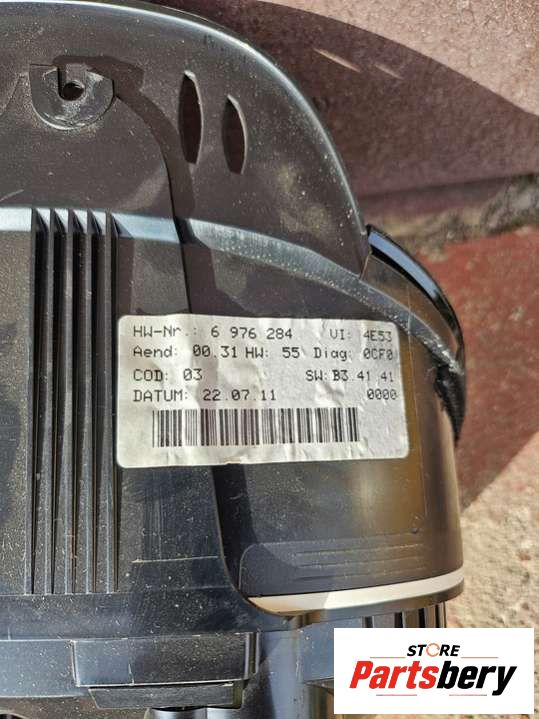 HW-Nr.: 6 976 284 VI: 4E53
Aend: 00.31 HW: 55 Diag: 0CF0
COD: 03 SW: B3.41.41
DATUM: 22.07.11 0000
STORE
Partsbery